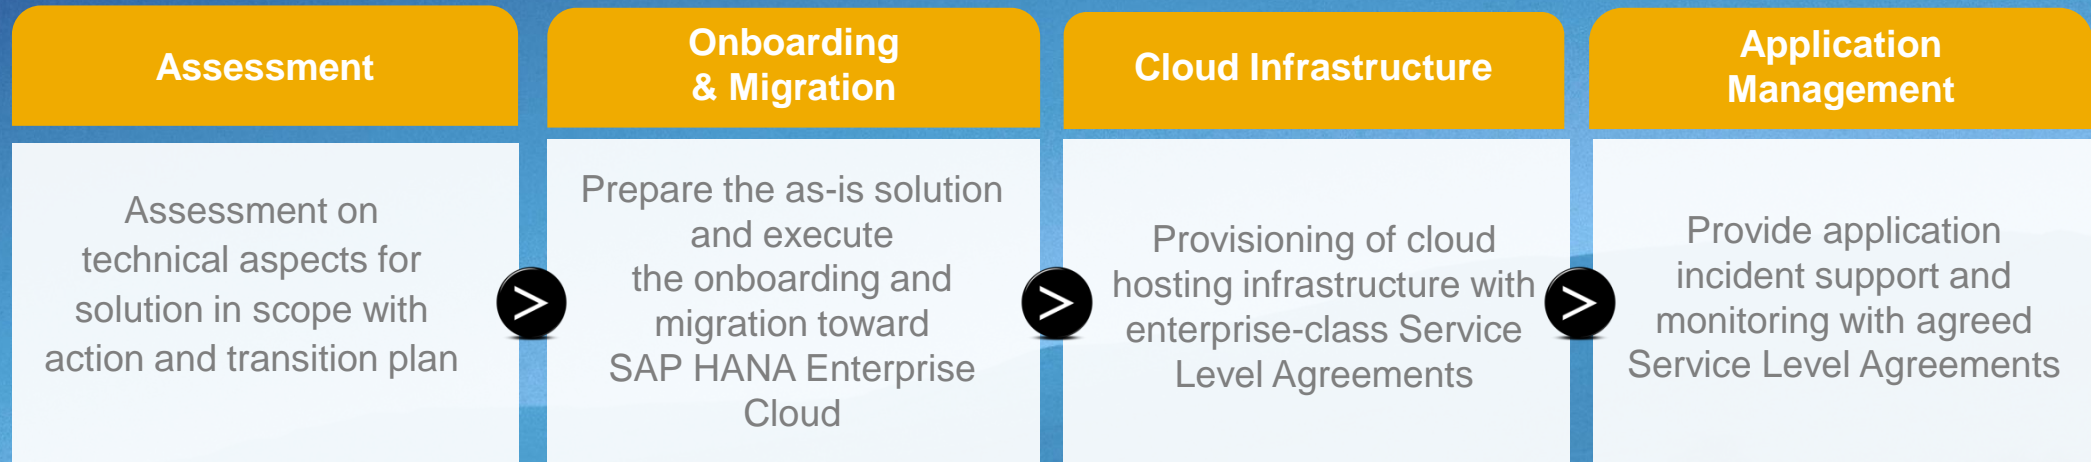 Assessment
Assessment on
technical aspects for
solution in scope with
action and transition plan
>
Onboarding
& Migration
Prepare the as-is solution
and execute
the onboarding and
migration toward
SAP HANA Enterprise
Cloud
>
Cloud Infrastructure
Provisioning of cloud
hosting infrastructure with
enterprise-class Service
Level Agreements
>
Application
Management
Provide application
incident support and
monitoring with agreed
Service Level Agreements